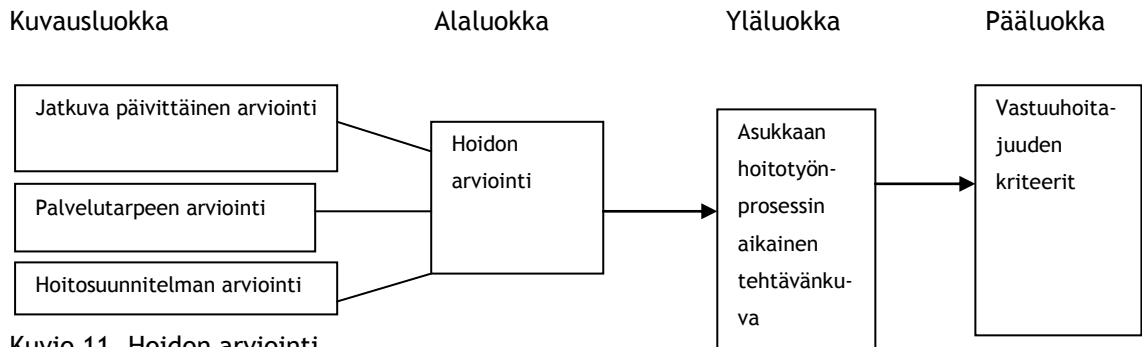 Kuvausluokka Alaluokka Yläluokka Pääluokka
Jatkuva päivittäinen arviointi
Palvelutarpeen arviointi
Hoitosuunnitelman arviointi
Hoidon
arviointi
Asukkaan
hoitotyön-
prosessin
aikainen
tehtävänku-
va
Vastuuhoita-
juuden
kriteerit
Kuvio 11. Hoidon arviointi